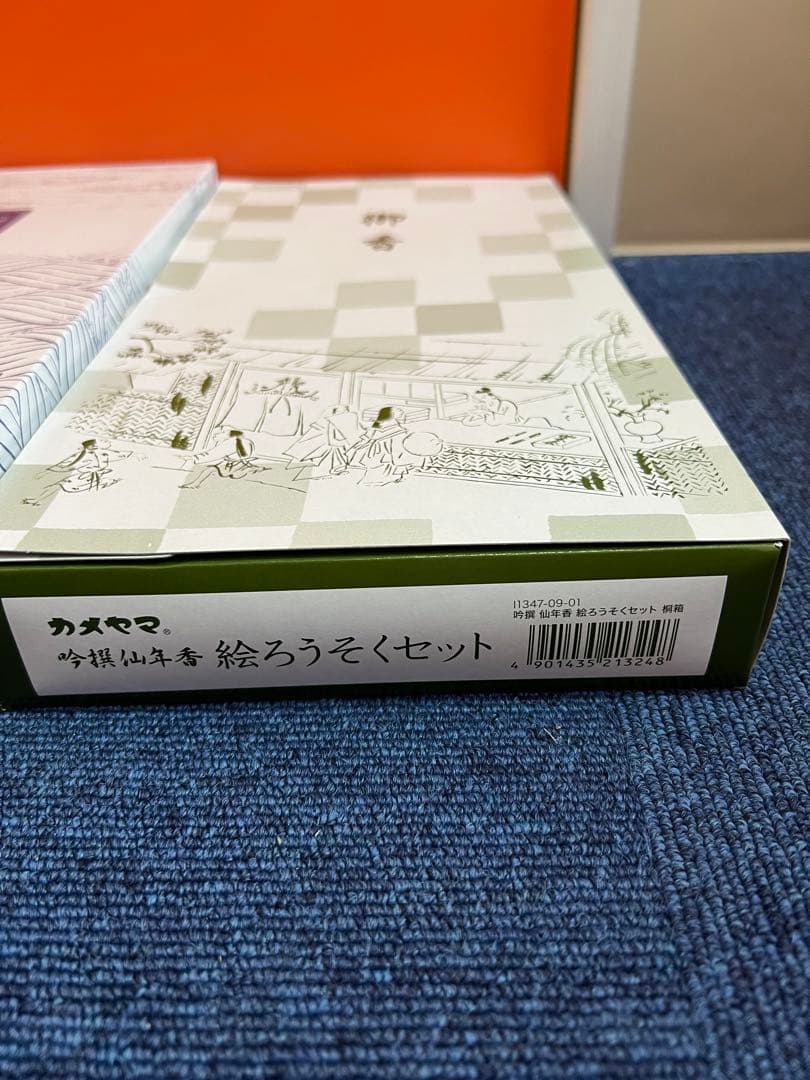 御香
カメヤマ®
吟撰仙年香 絵ろうそくセット
I1347-09-01
吟撰 仙年香 絵ろうそくセット 桐箱
4 901435 213248